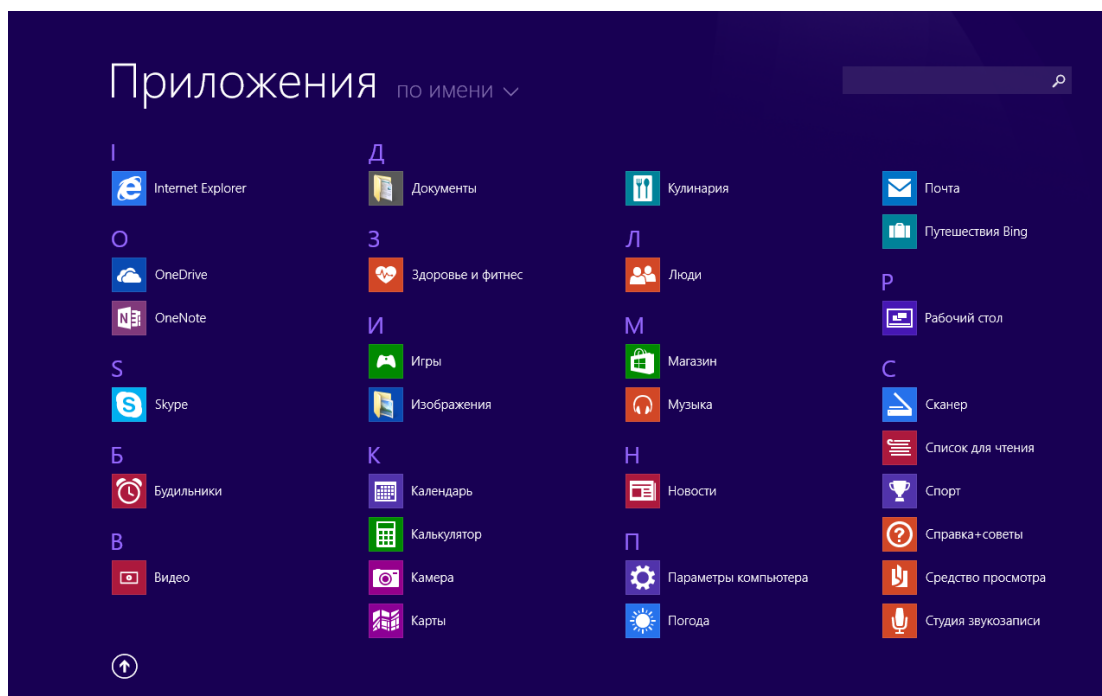 Приложения по имени
I
Internet Explorer
O
OneDrive
OneNote
S
Skype
Б
Будильники
В
Видео
Д
Документы
З
Здоровье и фитнес
И
Игры
Изображения
К
Календарь
Калькулятор
Камера
Карты
Кулинария
Л
Люди
М
Магазин
Музыка
Н
Новости
П
Параметры компьютера
Погода
Почта
Путешествия Bing
Р
Рабочий стол
С
Сканер
Список для чтения
Спорт
Справка+советы
Средство просмотра
Студия звукозаписи